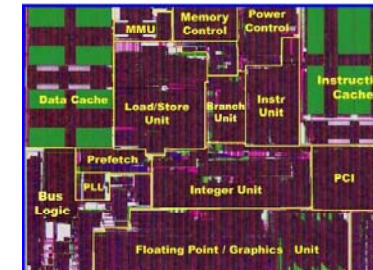 MMU
Memory
Control
Power
Control
Data Cache
Load/Store
Unit
Branch
Unit
Instr
Unit
Instructi
Cache
Prefetch
PLL
Bus
Logic
Integer Unit
PCI
Floating Point / Graphics Unit